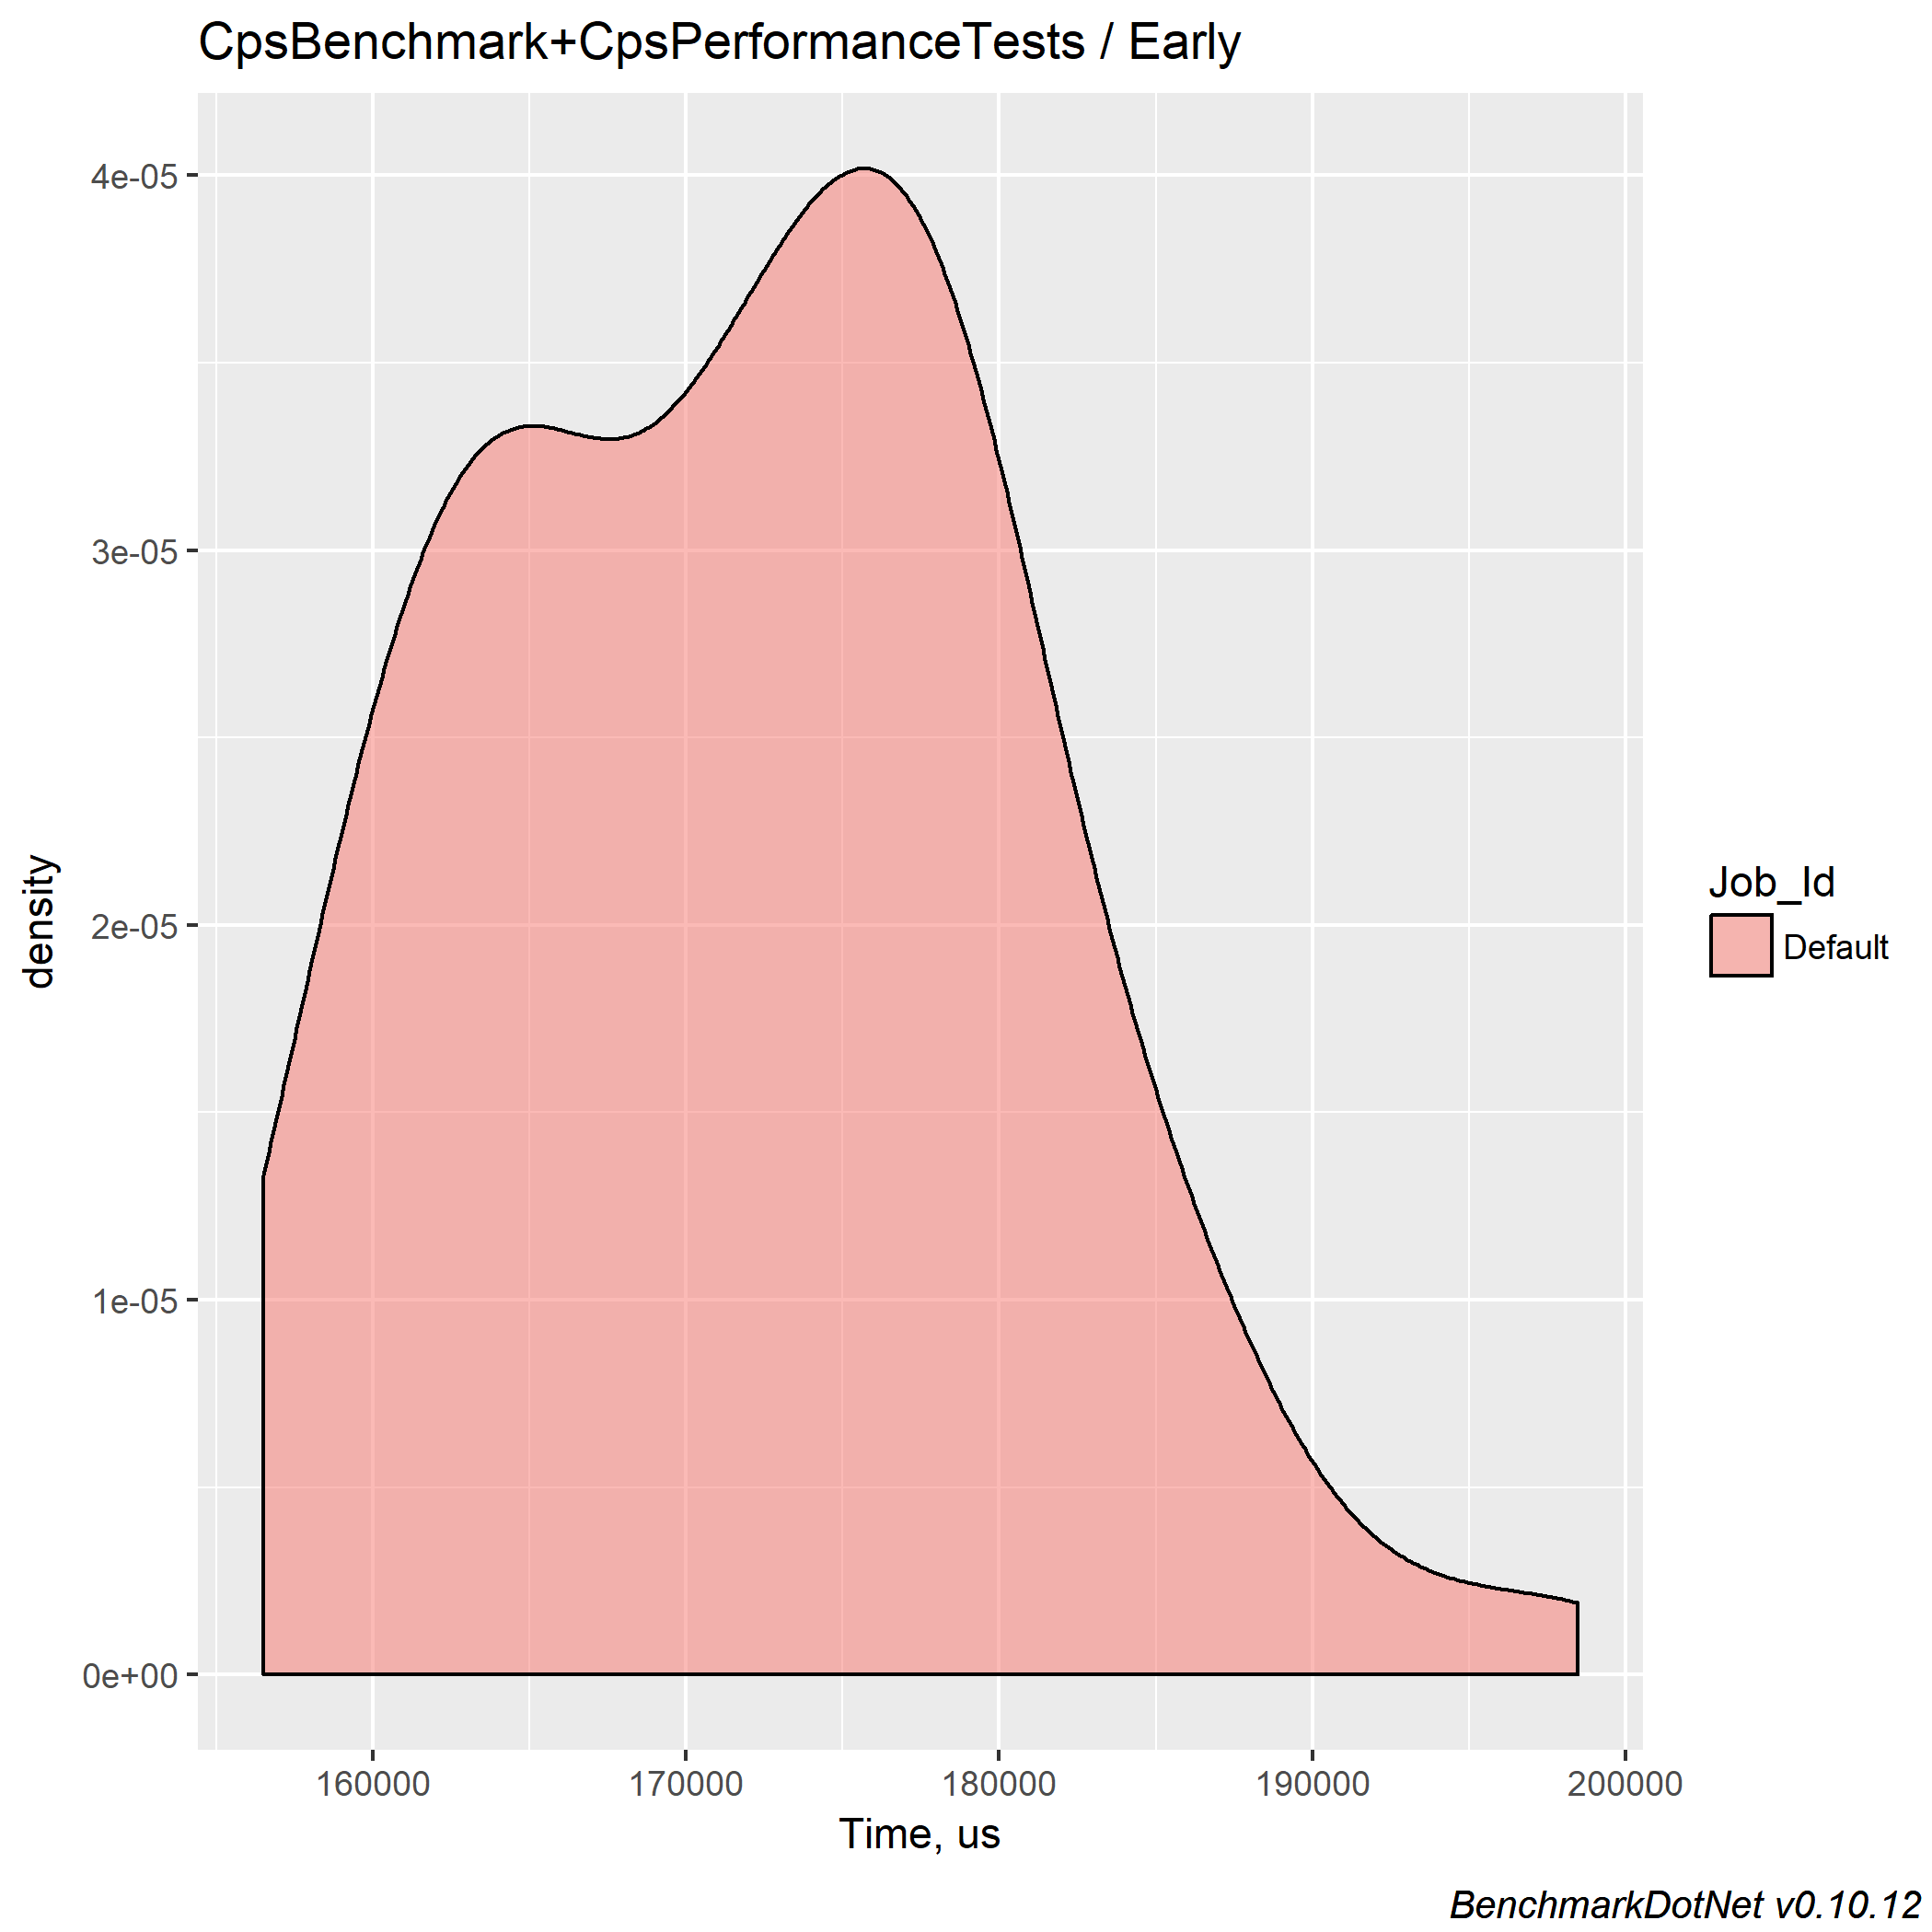 CpsBenchmark+CpsPerformanceTests / Early
4e-05
3e-05
2e-05
1e-05
0e+00
density
160000 170000 180000 190000 200000
Time, us
Job_Id
Default
BenchmarkDotNet v0.10.12